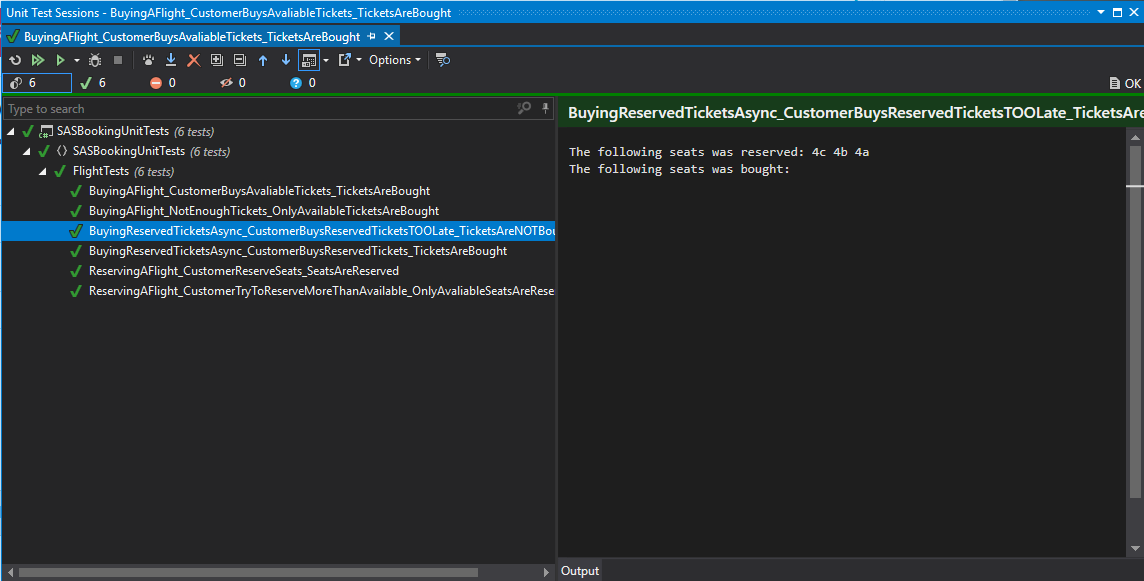 Unit Test Sessions - BuyingAFlight_CustomerBuysAvaliableTickets_TicketsAreBought
BuyingAFlight_CustomerBuysAvaliableTickets_TicketsAreBought
Options
6 6 0 0 0 OK
Type to search
BuyingReservedTicketsAsync_CustomerBuysReservedTicketsTOOLate_TicketsAre
SASBookingUnitTests (6 tests)
SASBookingUnitTests (6 tests)
FlightTests (6 tests)
BuyingAFlight_CustomerBuysAvaliableTickets_TicketsAreBought
BuyingAFlight_NotEnoughTickets_OnlyAvailableTicketsAreBought
BuyingReservedTicketsAsync_CustomerBuysReservedTicketsTOOLate_TicketsAreNOTBou
BuyingReservedTicketsAsync_CustomerBuysReservedTickets_TicketsAreBought
ReservingAFlight_CustomerReserveSeats_SeatsAreReserved
ReservingAFlight_CustomerTryToReserveMoreThanAvailable_OnlyAvaliableSeatsAreRese
The following seats was reserved: 4c 4b 4a
The following seats was bought:
Output